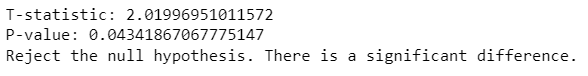 T-statistic: 2.01996951011572
P-value: 0.04341867067775147
Reject the null hypothesis. There is a significant difference.